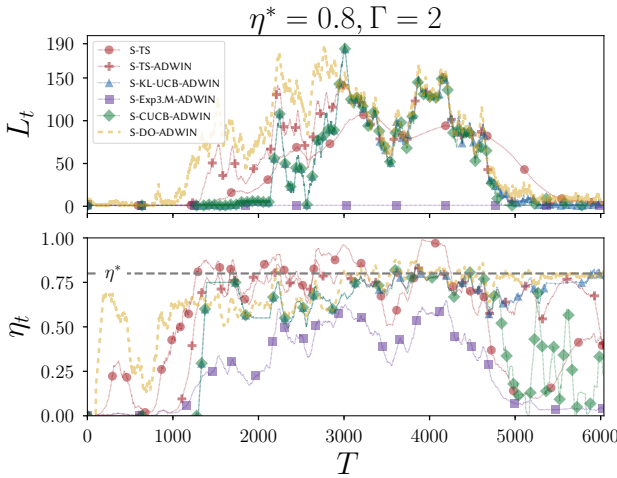 η* = 0.8, Γ = 2
190
150
100
50
0
L_t
S-TS
S-TS-ADWIN
S-KL-UCB-ADWIN
S-Exp3.M-ADWIN
S-CUCB-ADWIN
S-DO-ADWIN
1.00
0.75
0.50
0.25
0.00
η_t
η*
0 1000 2000 3000 4000 5000 6000
T